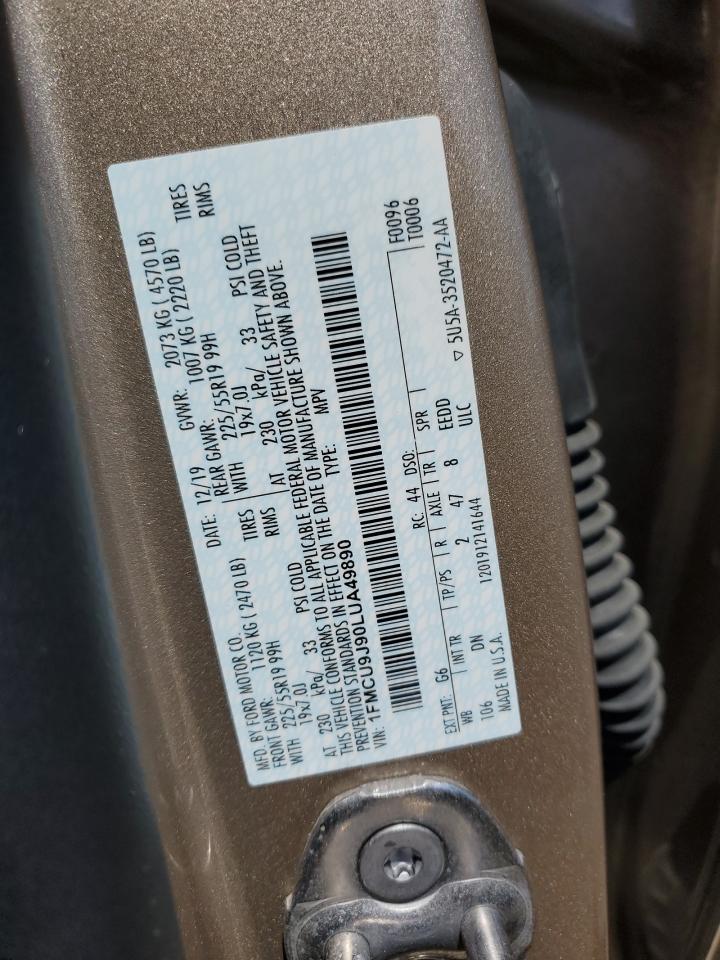 MFD. BY FORD MOTOR CO.
DATE: 12/19 GVWR: 2073 KG ( 4570 LB)
FRONT GAWR: 1120 KG ( 2470 LB) REAR GAWR: 1007 KG ( 2220 LB)
WITH 225/55R19 99H TIRES WITH 225/55R19 99H TIRES
19x7.0J RIMS 19x7.0J RIMS
AT 230 kPa/ 33 PSI COLD AT 230 kPa/ 33 PSI COLD
THIS VEHICLE CONFORMS TO ALL APPLICABLE FEDERAL MOTOR VEHICLE SAFETY AND THEFT
PREVENTION STANDARDS IN EFFECT ON THE DATE OF MANUFACTURE SHOWN ABOVE.
VIN: 1FMCU9J90LUA49890 TYPE: MPV
F0096
T0006
EXT PNT: G6 RC: 44 DSO:
WB INT TR TP/PS R AXLE TR SPR
106 DN 2 47 8 EEDD
120191214 1644 ULC
MADE IN U.S.A. ▽ 5U5A-3520472-AA